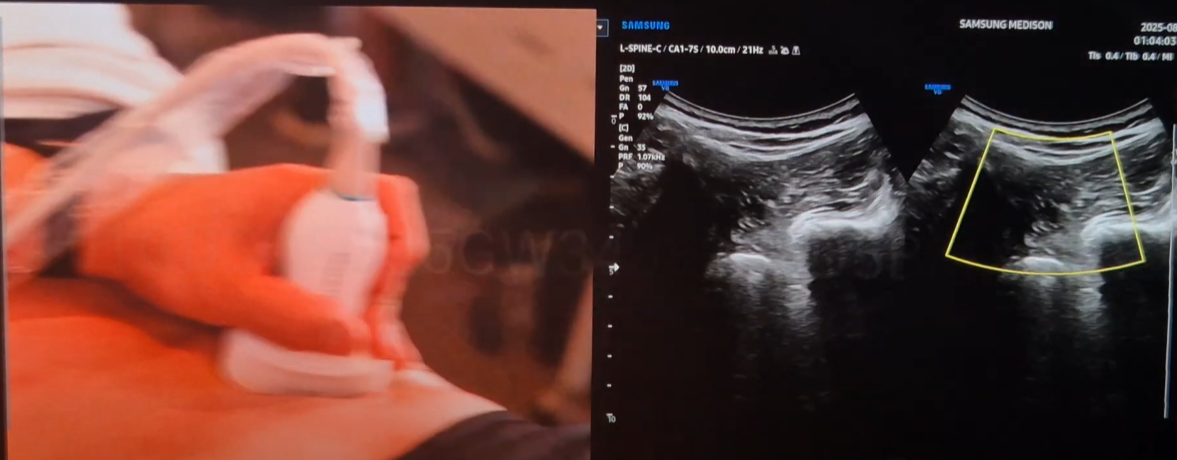 SAMSUNG
SAMSUNG MEDISON
2025-08
01:04:03
L-SPINE-C / CA1-7S / 10.0cm / 21Hz
TIs 0.4 / TIb 0.4 / MI
[2D]
Pen
Gn 57
DR 104
FA 0
P 92%
[C]
Gen
Gn 35
PRF 1.07kHz
P 90%
0
5
10